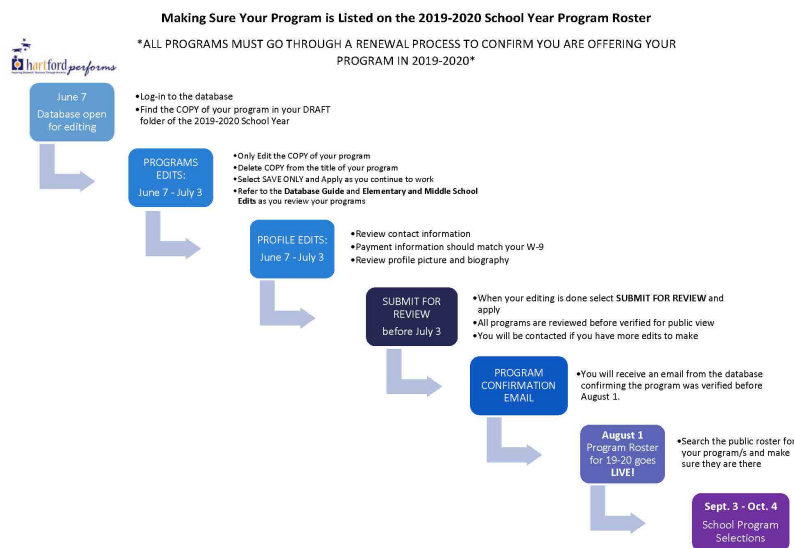 Making Sure Your Program is Listed on the 2019-2020 School Year Program Roster
*ALL PROGRAMS MUST GO THROUGH A RENEWAL PROCESS TO CONFIRM YOU ARE OFFERING YOUR
PROGRAM IN 2019-2020*
hartford performs
June 7
Database open
for editing
•Log-in to the database
•Find the COPY of your program in your DRAFT
folder of the 2019-2020 School Year
PROGRAMS
EDITS:
June 7 - July 3
•Only Edit the COPY of your program
•Delete COPY from the title of your program
•Select SAVE ONLY and Apply as you continue to work
•Refer to the Database Guide and Elementary and Middle School
Edits as you review your programs
PROFILE EDITS:
June 7 - July 3
•Review contact information
•Payment information should match your W-9
•Review profile picture and biography
SUBMIT FOR
REVIEW
before July 3
•When your editing is done select SUBMIT FOR REVIEW and
apply
•All programs are reviewed before verified for public view
•You will be contacted if you have more edits to make
PROGRAM
CONFIRMATION
EMAIL
•You will receive an email from the database
confirming the program was verified before
August 1.
August 1
Program Roster
for 19-20 goes
LIVE!
•Search the public roster for
your program/s and make
sure they are there
Sept. 3 - Oct. 4
School Program
Selections